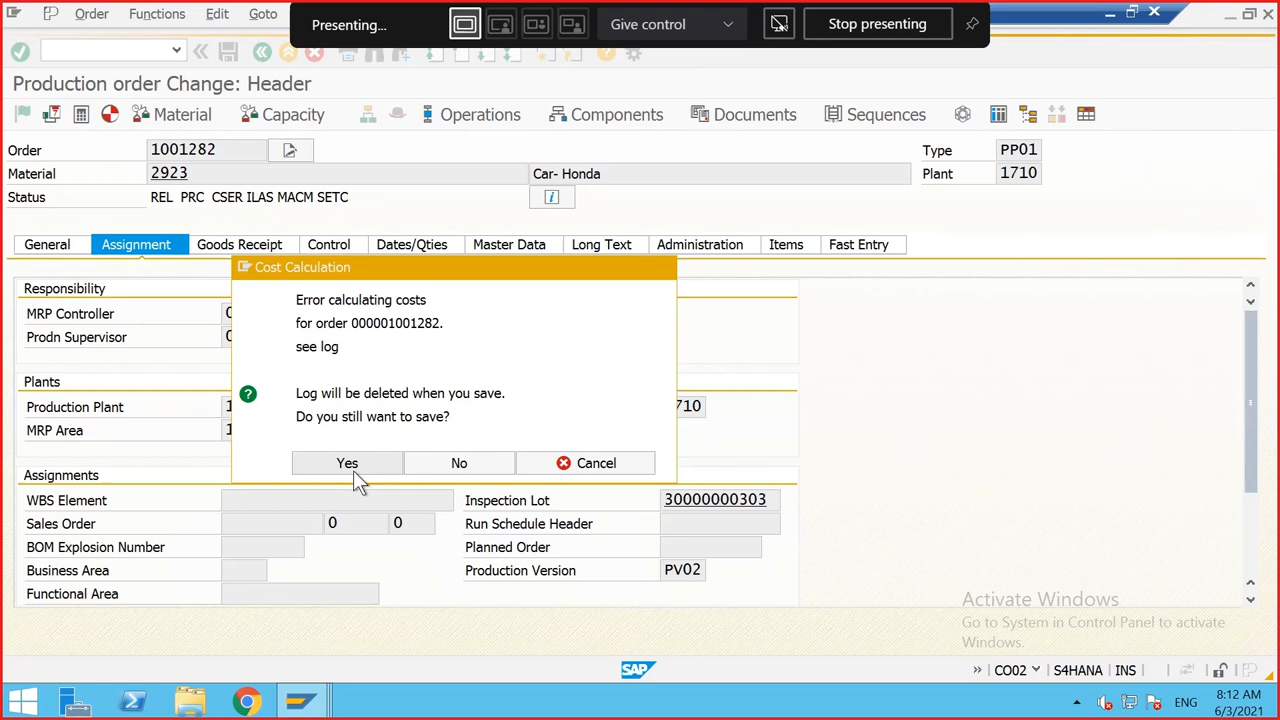 Order Functions Edit Goto
Presenting...
Give control
Stop presenting
Production order Change: Header
Material Capacity Operations Components Documents Sequences
Order 1001282 Type PP01
Material 2923 Car- Honda Plant 1710
Status REL PRC CSER ILAS MACM SETC
General Assignment Goods Receipt Control Dates/Qties Master Data Long Text Administration Items Fast Entry
Cost Calculation
Responsibility
Error calculating costs
MRP Controller 0
for order 000001001282.
Prodn Supervisor 0
see log
Plants
Log will be deleted when you save.
Production Plant 1 710
Do you still want to save?
MRP Area 1
Yes No Cancel
Assignments
WBS Element Inspection Lot 30000000303
Sales Order 0 0 Run Schedule Header
BOM Explosion Number Planned Order
Business Area Production Version PV02
Functional Area
Activate Windows
Go to System in Control Panel to activate
Windows.
SAP
CO02 S4HANA INS
ENG
8:12 AM
6/3/2021